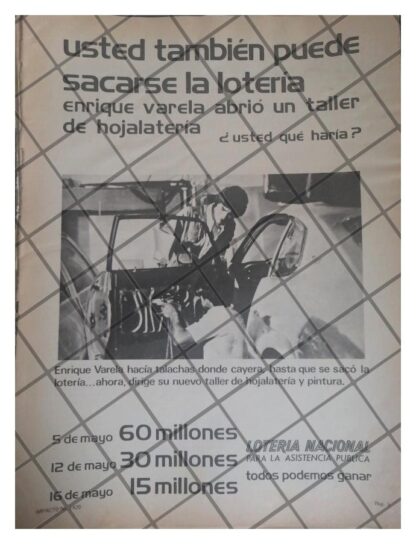 usted también puede
sacarse la lotería
enrique varela abrió un taller
de hojalatería
¿usted qué haría?
Enrique Varela hacía talachas donde cayera, hasta que se sacó la
lotería...ahora, dirige su nuevo taller de hojalatería y pintura.
5 de mayo 60 millones
12 de mayo 30 millones
16 de mayo 15 millones
LOTERIA NACIONAL
PARA LA ASISTENCIA PUBLICA
todos podemos ganar
IMPACTO